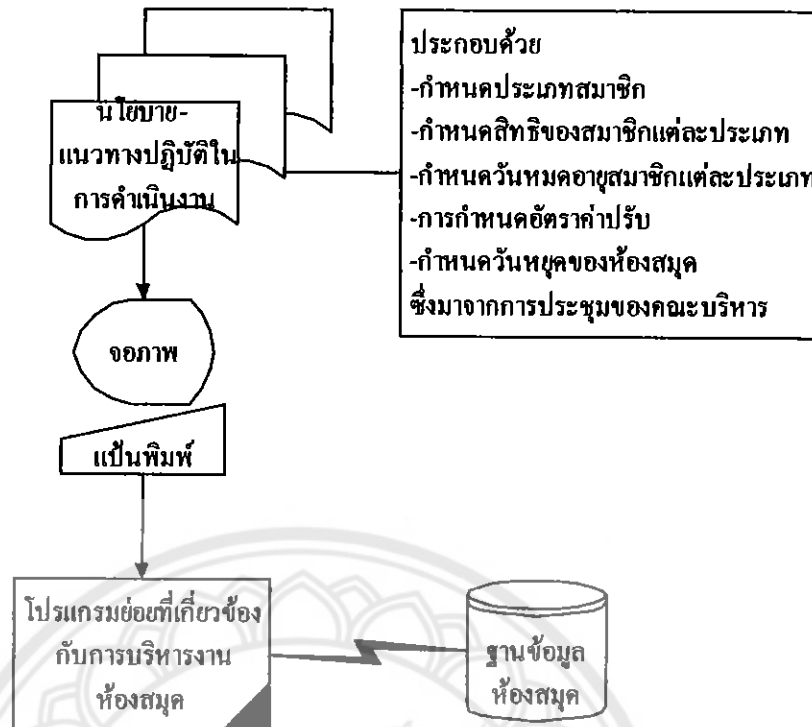 นโยบาย-
แนวทางปฏิบัติใน
การดำเนินงาน
ประกอบด้วย
-กำหนดประเภทสมาชิก
-กำหนดสิทธิของสมาชิกแต่ละประเภท
-กำหนดวันหมดอายุสมาชิกแต่ละประเภท
-การกำหนดอัตราค่าปรับ
-กำหนดวันหยุดของห้องสมุด
ซึ่งมาจากการประชุมของคณะบริหาร
จอภาพ
แป้นพิมพ์
โปรแกรมย่อยที่เกี่ยวข้อง
กับการบริหารงาน
ห้องสมุด
ฐานข้อมูล
ห้องสมุด